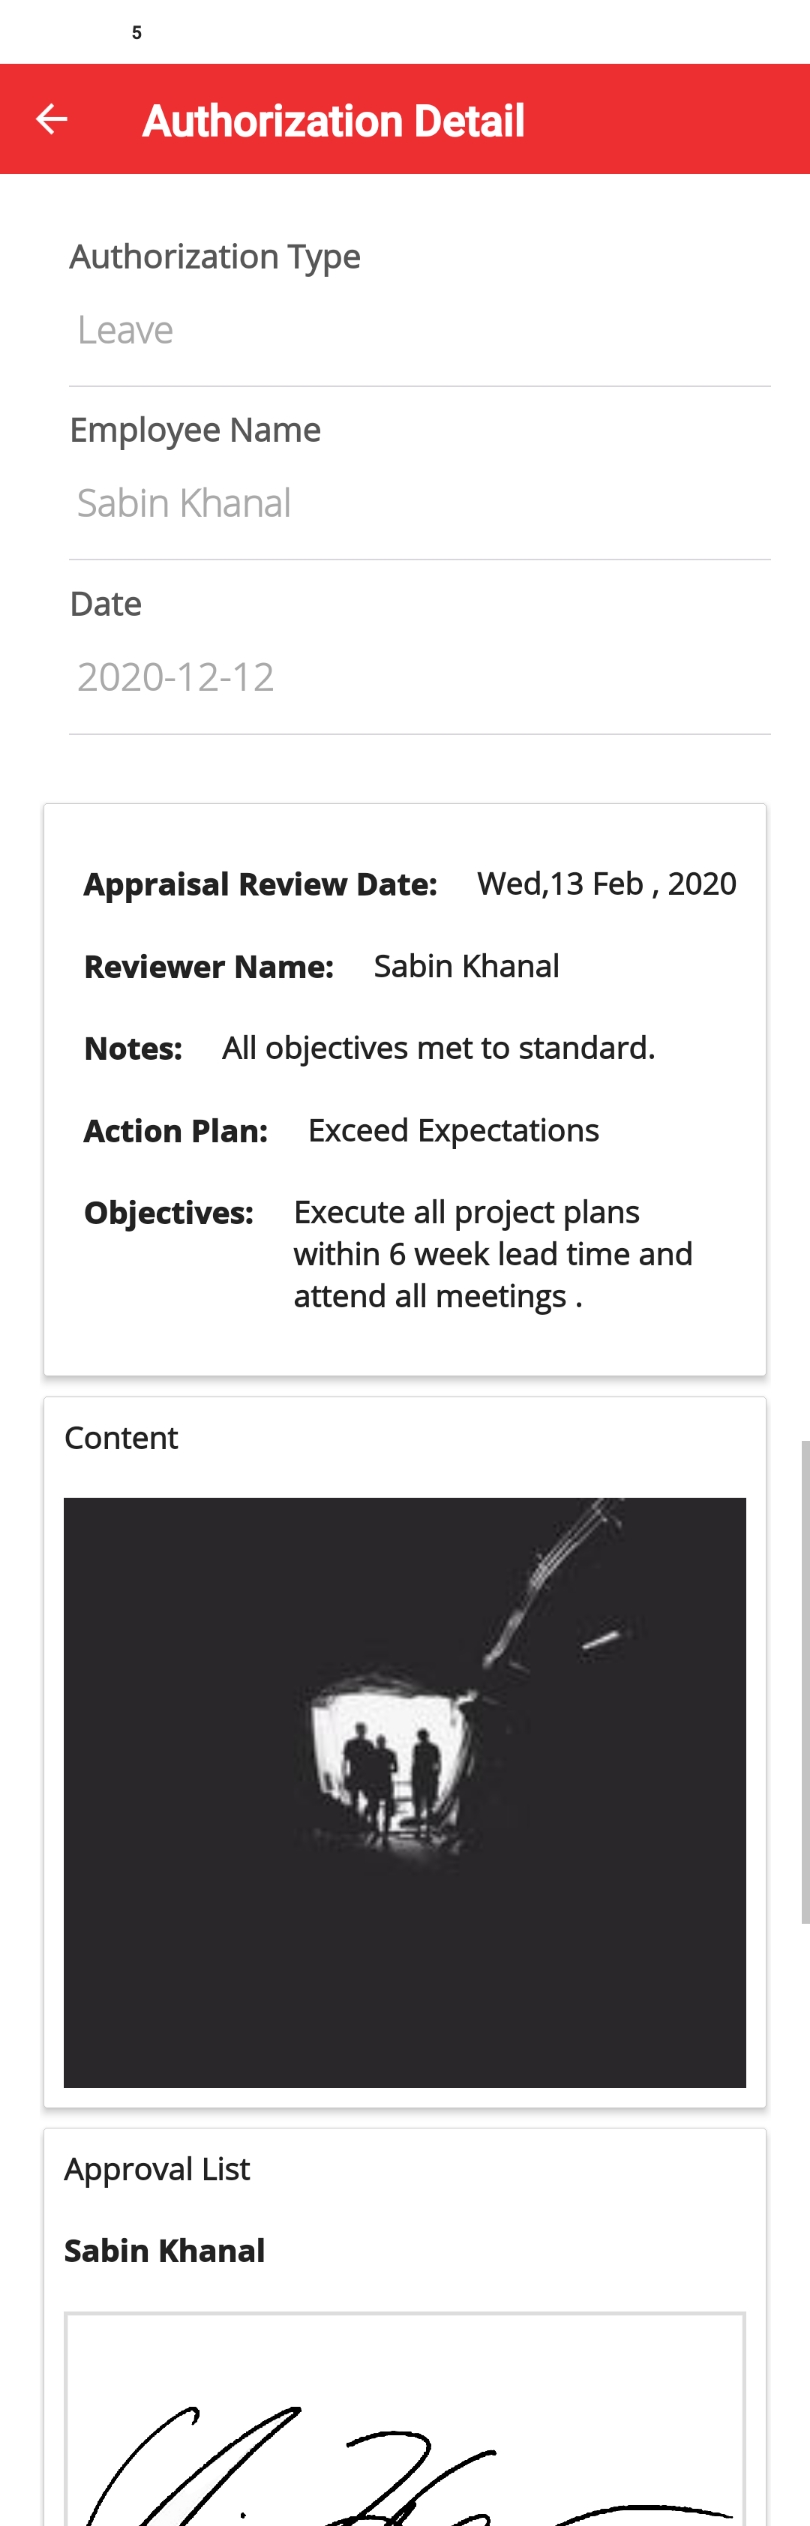 5
Authorization Detail
Authorization Type
Leave
Employee Name
Sabin Khanal
Date
2020-12-12
Appraisal Review Date: Wed,13 Feb , 2020
Reviewer Name: Sabin Khanal
Notes: All objectives met to standard.
Action Plan: Exceed Expectations
Objectives: Execute all project plans
within 6 week lead time and
attend all meetings .
Content
Approval List
Sabin Khanal